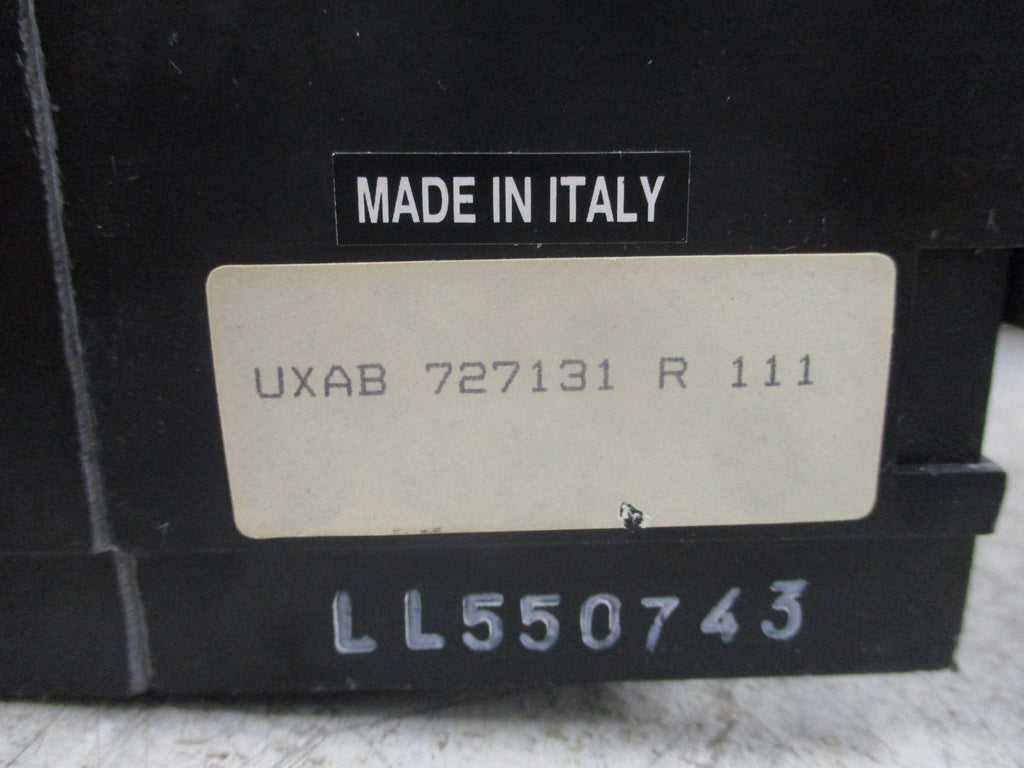 MADE IN ITALY
UXAB 727131 R 111
LL550743